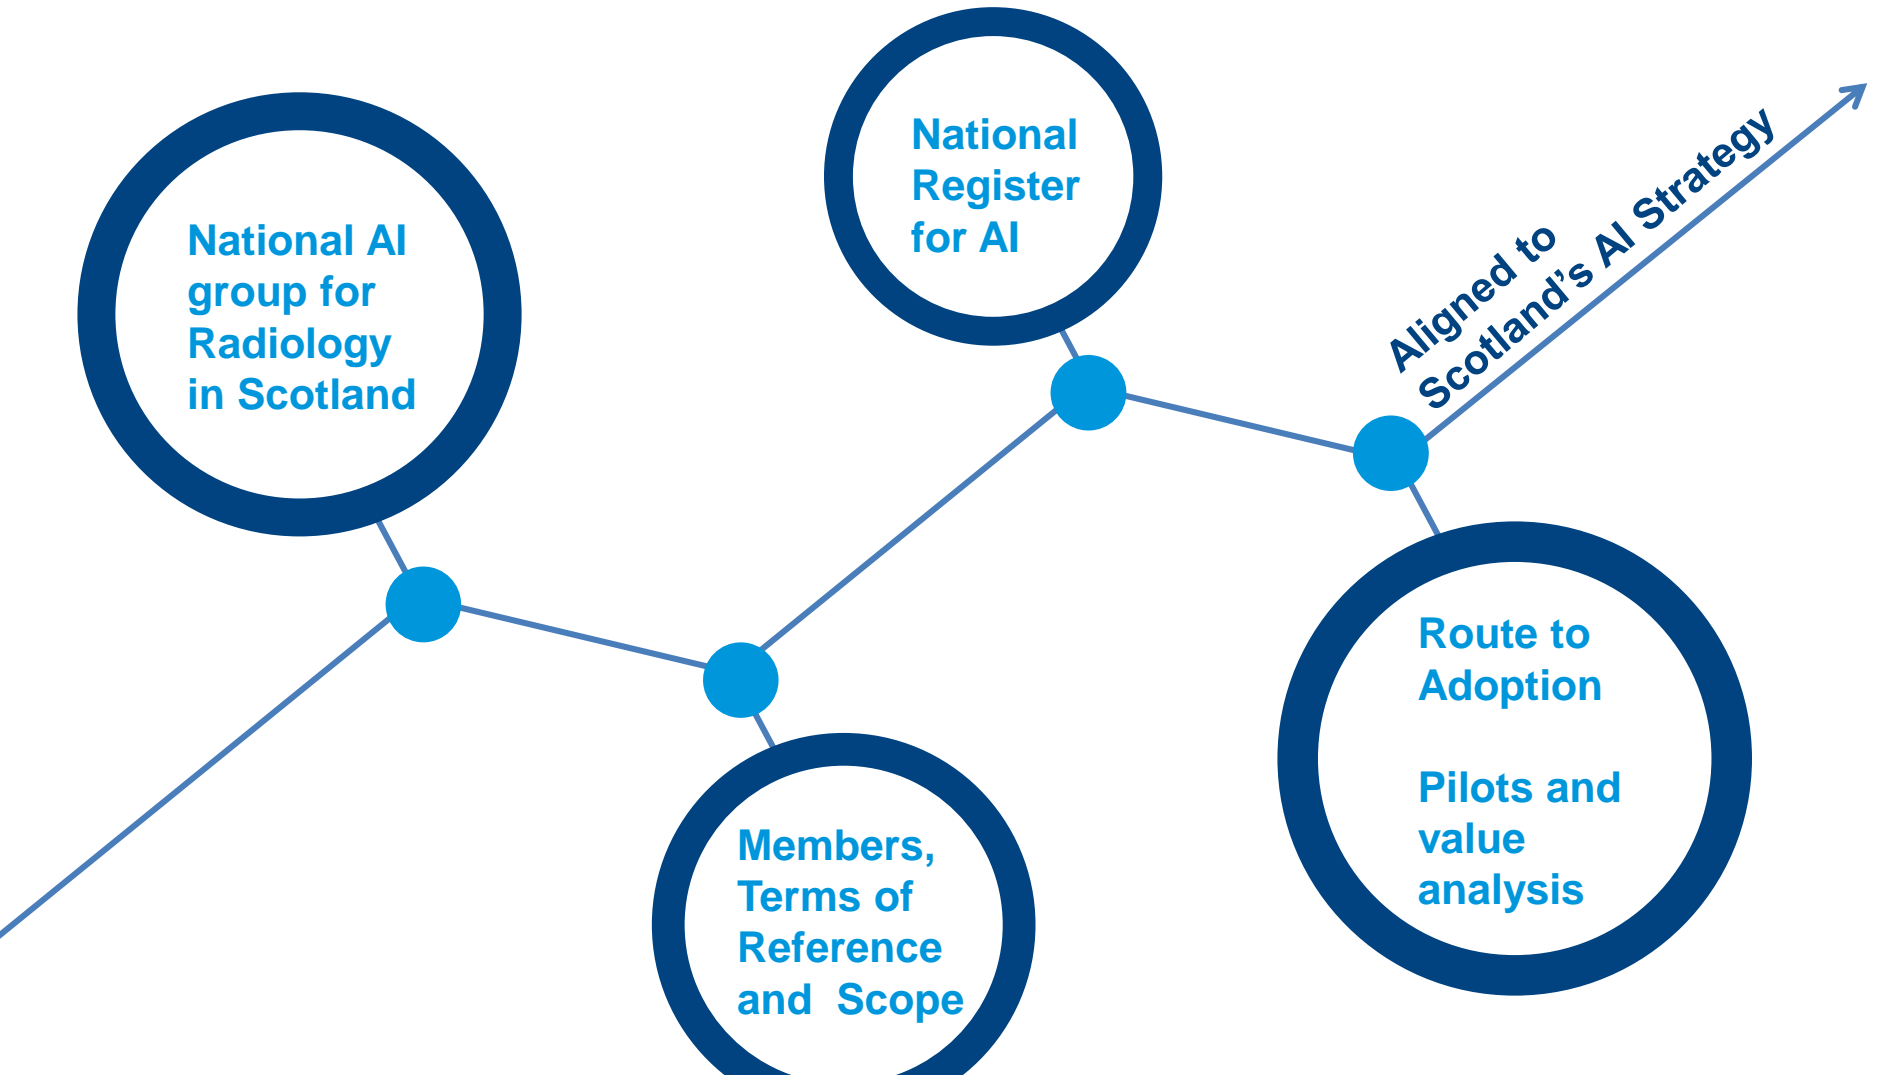 National AI
group for
Radiology
in Scotland
Members,
Terms of
Reference
and  Scope
National
Register
for AI
Route to
Adoption
Pilots and
value
analysis
Aligned to
Scotland’s AI Strategy